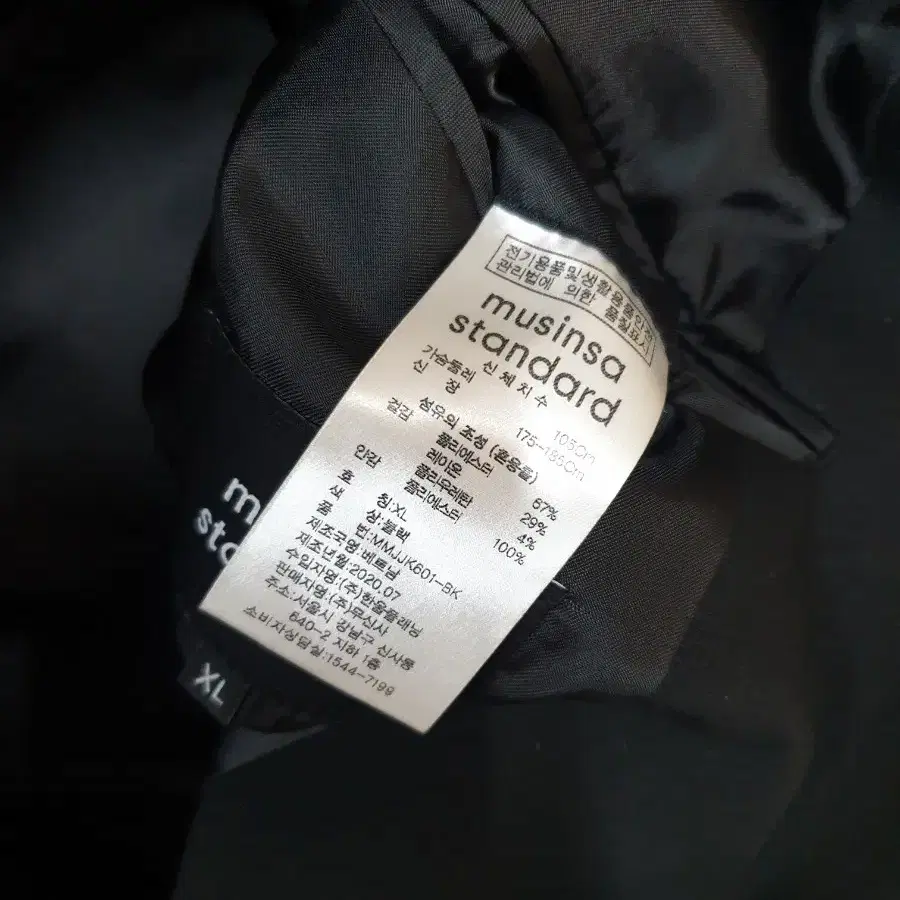 전기용품및생활용품안전
관리법에 의한 품질표시
musinsa
standard
신체치수
가슴둘레 105Cm
신 장 175-185Cm
섬유의 조성 (혼용률)
겉감 폴리에스터 67%
레이온 29%
폴리우레탄 4%
안감 폴리에스터 100%
호 칭:XL
색 상:블랙
품 번:MMJJK601-BK
제조국명:베트남
제조년월:2020.07
수입자명:(주)한울플래닝
판매자명:(주)무신사
주소:서울시 강남구 신사동
640-2 지하 1층
소비자상담실:1544-7199
XL